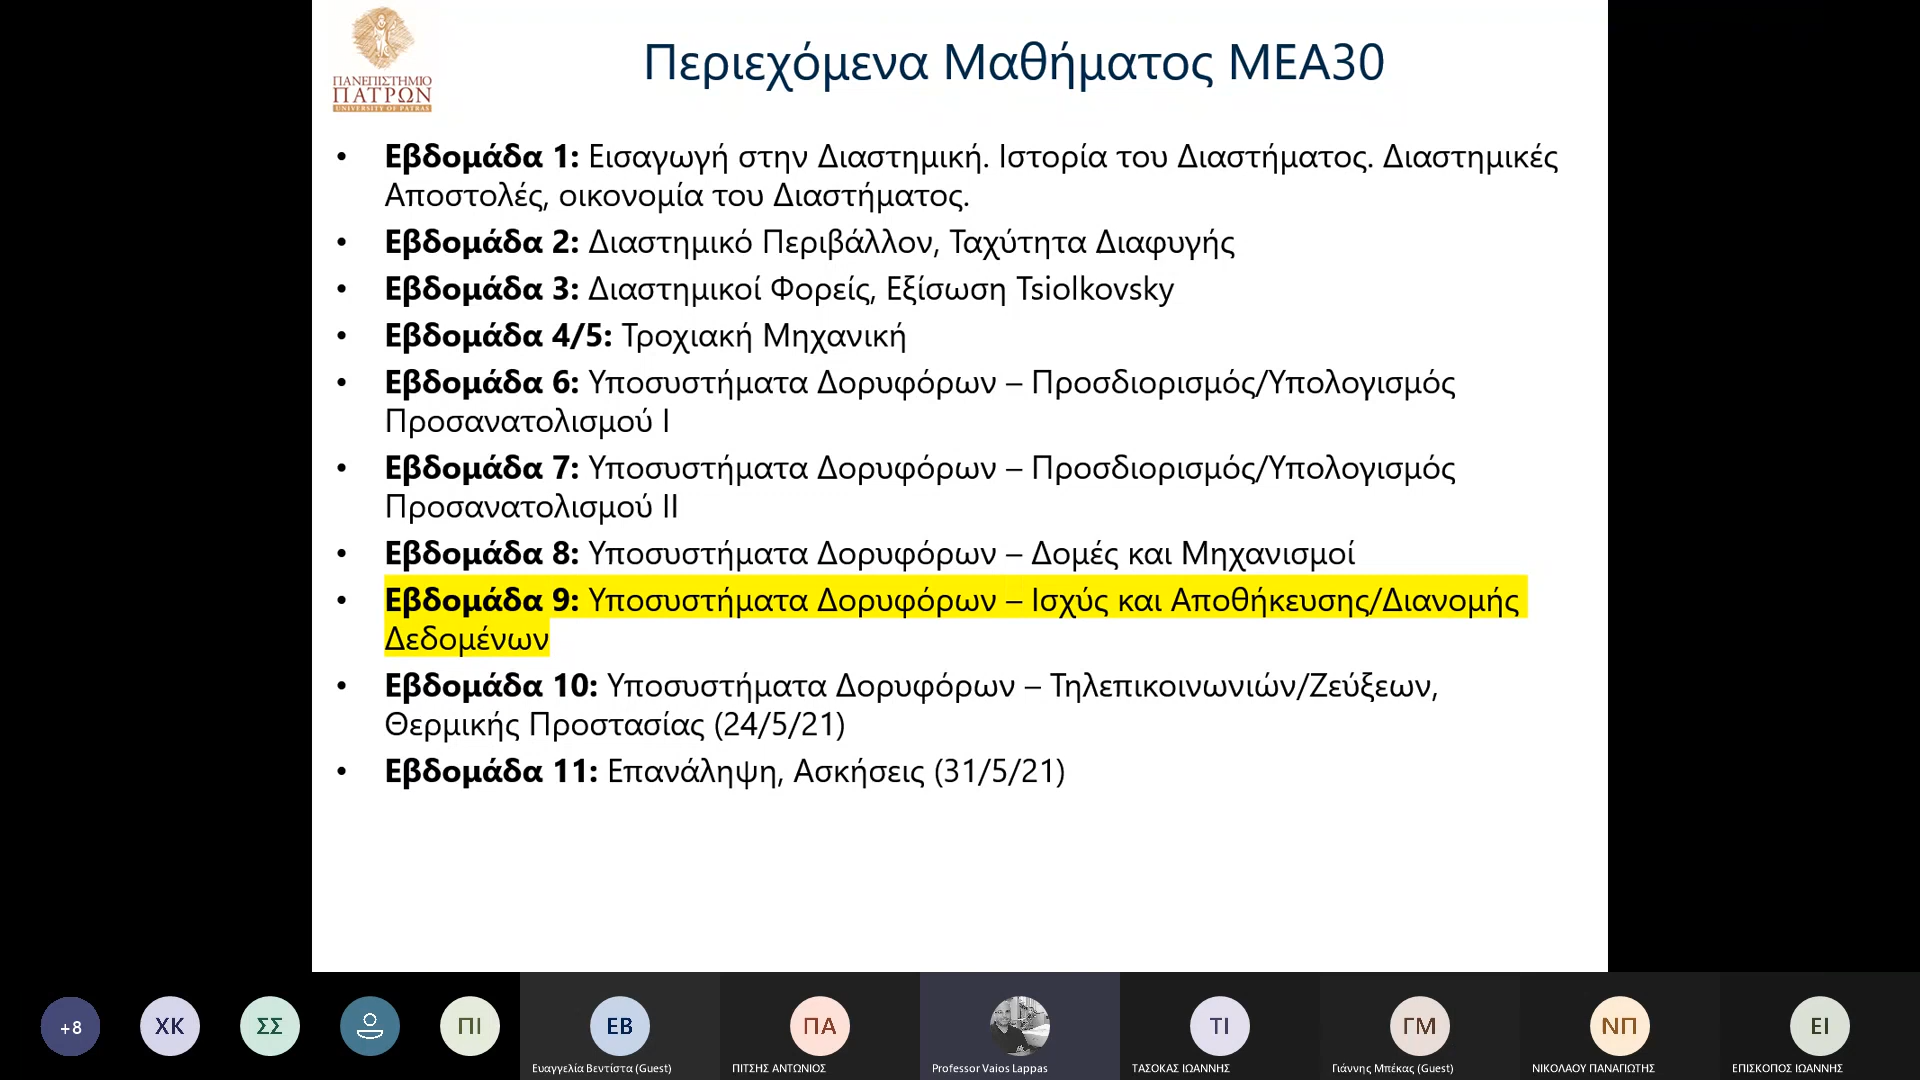 ΠΑΝΕΠΙΣΤΗΜΙΟ
ΠΑΤΡΩΝ
UNIVERSITY OF PATRAS
Περιεχόμενα Μαθήματος ΜΕΑ30
• Εβδομάδα 1: Εισαγωγή στην Διαστημική. Ιστορία του Διαστήματος. Διαστημικές
Αποστολές, οικονομία του Διαστήματος.
• Εβδομάδα 2: Διαστημικό Περιβάλλον, Ταχύτητα Διαφυγής
• Εβδομάδα 3: Διαστημικοί Φορείς, Εξίσωση Tsiolkovsky
• Εβδομάδα 4/5: Τροχιακή Μηχανική
• Εβδομάδα 6: Υποσυστήματα Δορυφόρων – Προσδιορισμός/Υπολογισμός
Προσανατολισμού Ι
• Εβδομάδα 7: Υποσυστήματα Δορυφόρων – Προσδιορισμός/Υπολογισμός
Προσανατολισμού ΙΙ
• Εβδομάδα 8: Υποσυστήματα Δορυφόρων – Δομές και Μηχανισμοί
• Εβδομάδα 9: Υποσυστήματα Δορυφόρων – Ισχύς και Αποθήκευσης/Διανομής
Δεδομένων
• Εβδομάδα 10: Υποσυστήματα Δορυφόρων – Τηλεπικοινωνιών/Ζεύξεων,
Θερμικής Προστασίας (24/5/21)
• Εβδομάδα 11: Επανάληψη, Ασκήσεις (31/5/21)
+8
ΧΚ
ΣΣ
ΠΙ
ΕΒ
Ευαγγελία Βεντίστα (Guest)
ΠΑ
ΠΙΤΣΗΣ ΑΝΤΩΝΙΟΣ
Professor Vaios Lappas
ΤΙ
ΤΑΣΟΚΑΣ ΙΩΑΝΝΗΣ
ΓΜ
Γιάννης Μπέκας (Guest)
ΝΠ
ΝΙΚΟΛΑΟΥ ΠΑΝΑΓΙΩΤΗΣ
ΕΙ
ΕΠΙΣΚΟΠΟΣ ΙΩΑΝΝΗΣ